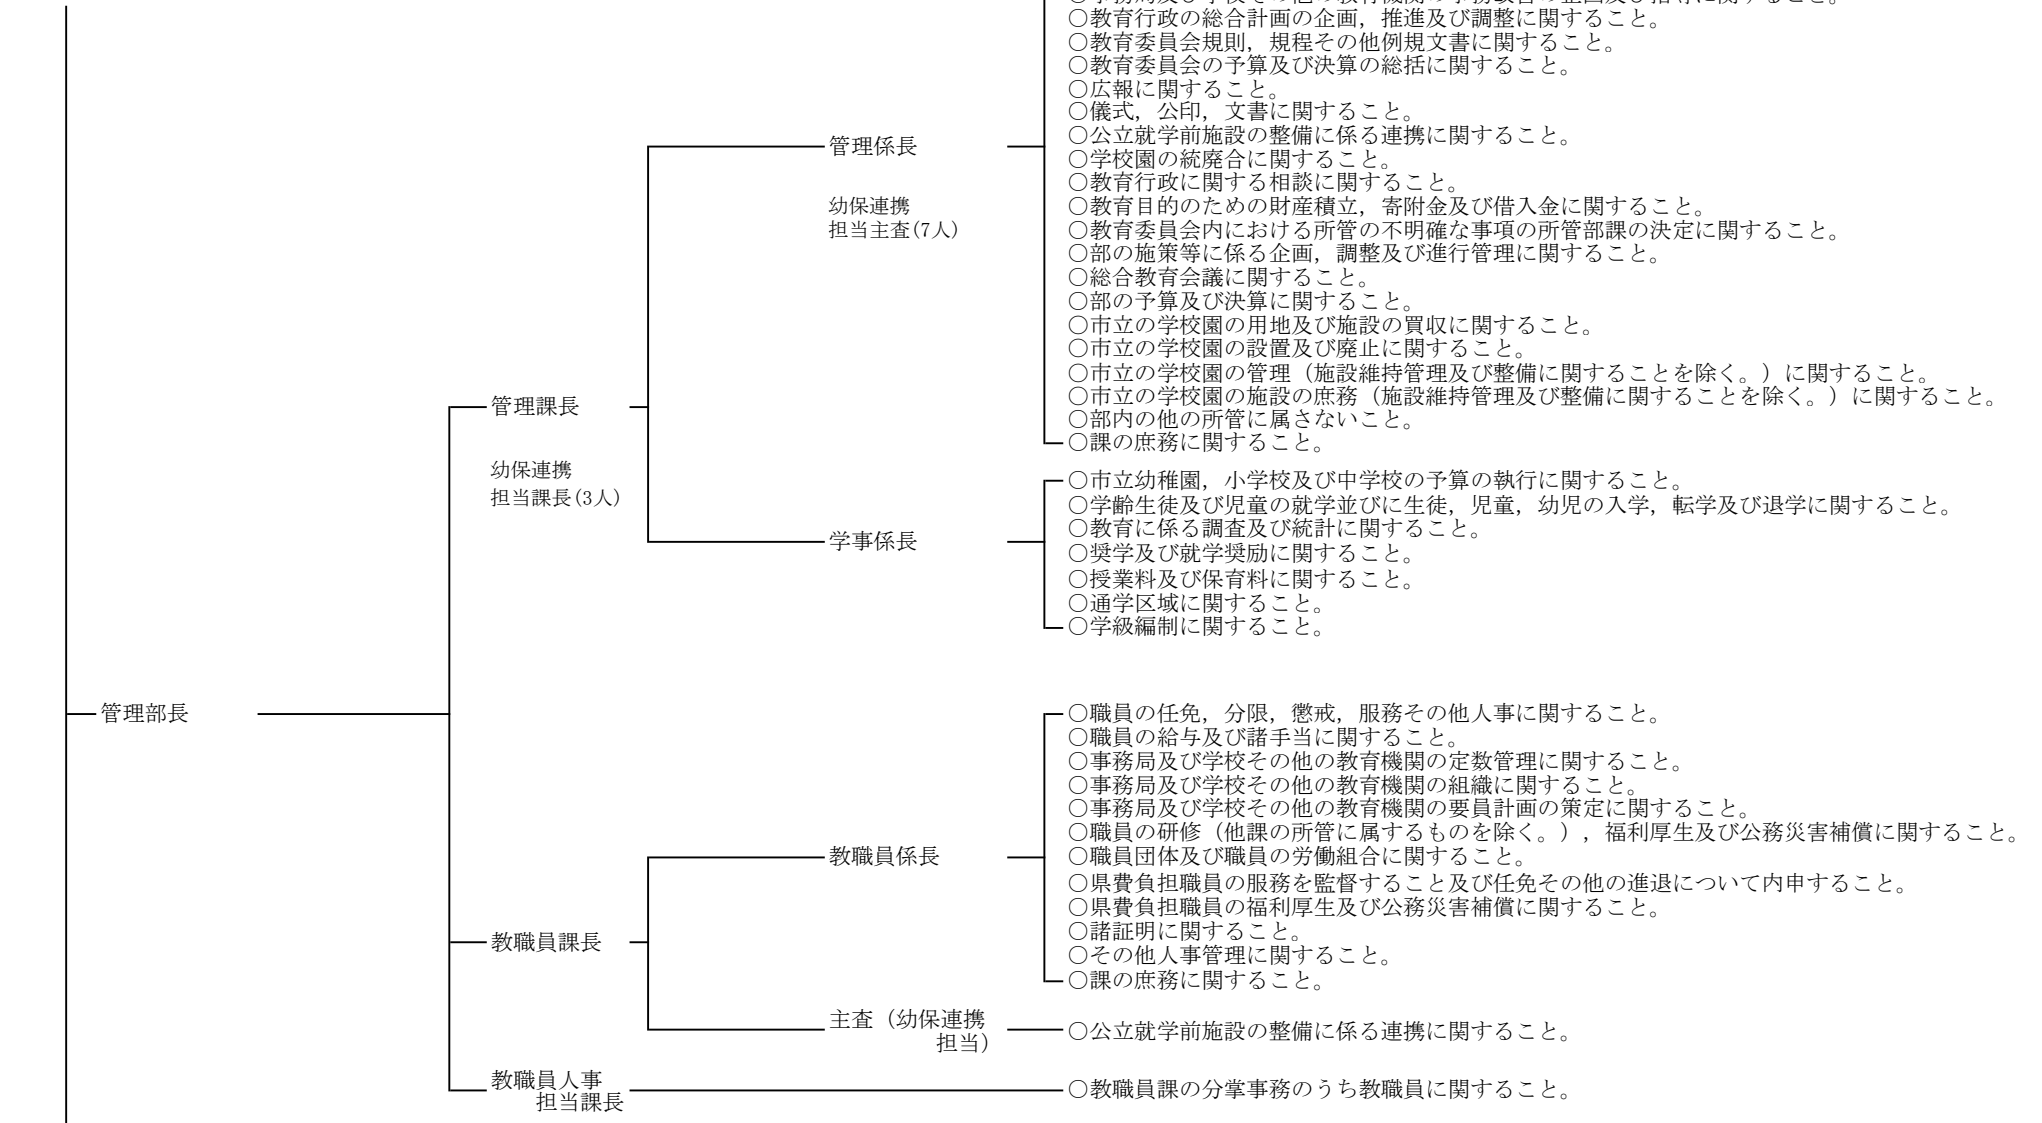 ○教育行政の総合計画の企画，推進及び調整に関すること。
○教育委員会規則，規程その他例規文書に関すること。
○教育委員会の予算及び決算の総括に関すること。
○広報に関すること。
○儀式，公印，文書に関すること。
管理係長
○公立就学前施設の整備に係る連携に関すること。
○学校園の統廃合に関すること。
○教育行政に関する相談に関すること。
幼保連携
担当主査(7人)
○教育目的のための財産積立，寄附金及び借入金に関すること。
○教育委員会内における所管の不明確な事項の所管部課の決定に関すること。
○部の施策等に係る企画，調整及び進行管理に関すること。
○総合教育会議に関すること。
○部の予算及び決算に関すること。
○市立の学校園の用地及び施設の買収に関すること。
○市立の学校園の設置及び廃止に関すること。
○市立の学校園の管理（施設維持管理及び整備に関することを除く。）に関すること。
○市立の学校園の施設の庶務（施設維持管理及び整備に関することを除く。）に関すること。
管理課長
○部内の他の所管に属さないこと。
○課の庶務に関すること。
幼保連携
担当課長(3人)
○市立幼稚園，小学校及び中学校の予算の執行に関すること。
○学齢生徒及び児童の就学並びに生徒，児童，幼児の入学，転学及び退学に関すること。
○教育に係る調査及び統計に関すること。
学事係長
○奨学及び就学奨励に関すること。
○授業料及び保育料に関すること。
○通学区域に関すること。
○学級編制に関すること。
管理部長
○職員の任免，分限，懲戒，服務その他人事に関すること。
○職員の給与及び諸手当に関すること。
○事務局及び学校その他の教育機関の定数管理に関すること。
○事務局及び学校その他の教育機関の組織に関すること。
○事務局及び学校その他の教育機関の要員計画の策定に関すること。
○職員の研修（他課の所管に属するものを除く。），福利厚生及び公務災害補償に関すること。
教職員係長
○職員団体及び職員の労働組合に関すること。
○県費負担職員の服務を監督すること及び任免その他の進退について内申すること。
○県費負担職員の福利厚生及び公務災害補償に関すること。
○諸証明に関すること。
教職員課長
○その他人事管理に関すること。
○課の庶務に関すること。
主査（幼保連携
担当）
○公立就学前施設の整備に係る連携に関すること。
教職員人事
担当課長
○教職員課の分掌事務のうち教職員に関すること。